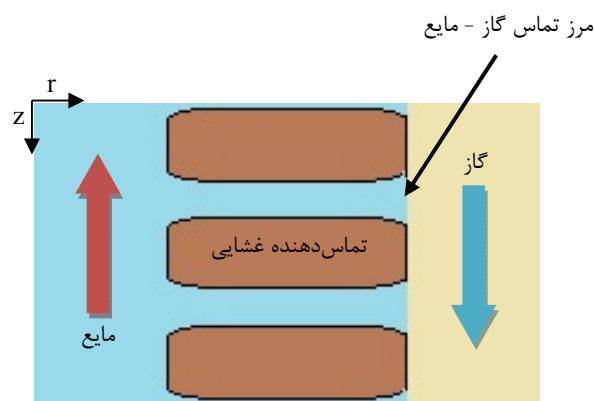 مرز تماس گاز - مایع
r
z
گاز
تماس‌دهنده غشایی
مایع